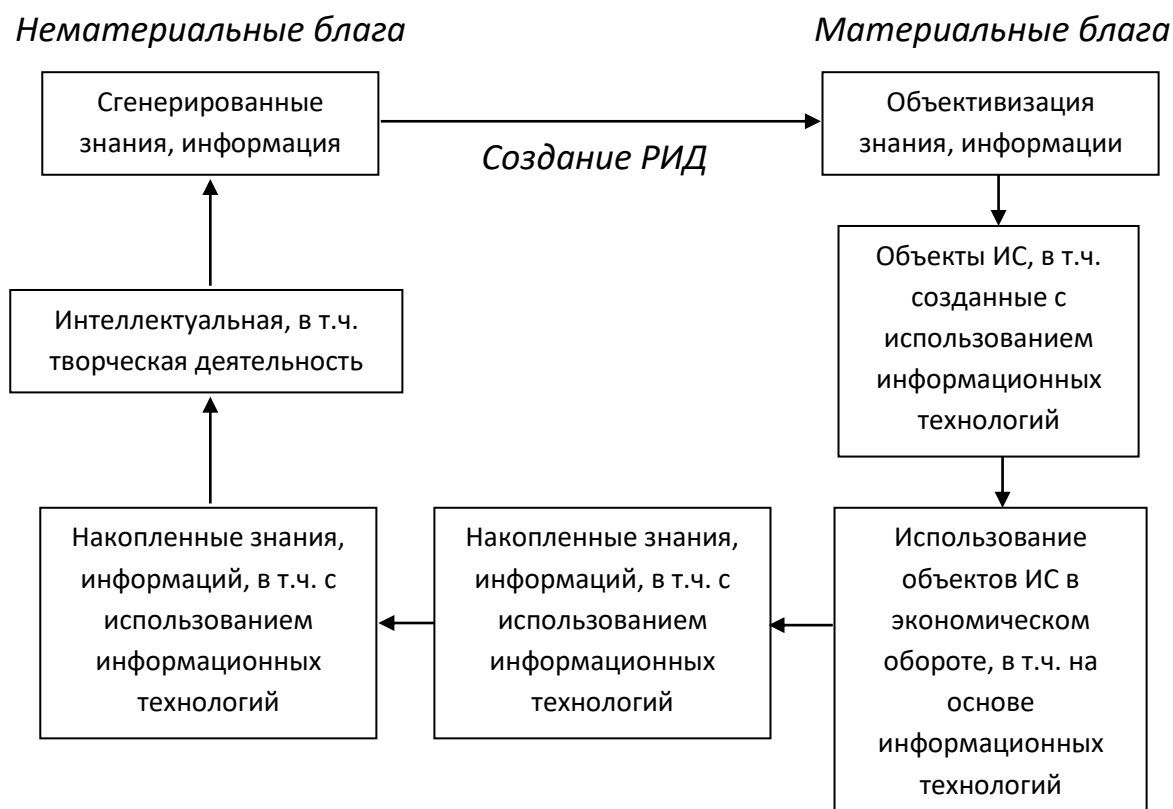 Нематериальные блага
Материальные блага
Сгенерированные
знания, информация
Создание РИД
Объективизация
знания, информации
Объекты ИС, в т.ч.
созданные с
использованием
информационных
технологий
Интеллектуальная, в т.ч.
творческая деятельность
Накопленные знания,
информаций, в т.ч. с
использованием
информационных
технологий
Накопленные знания,
информаций, в т.ч. с
использованием
информационных
технологий
Использование
объектов ИС в
экономическом
обороте, в т.ч. на
основе
информационных
технологий